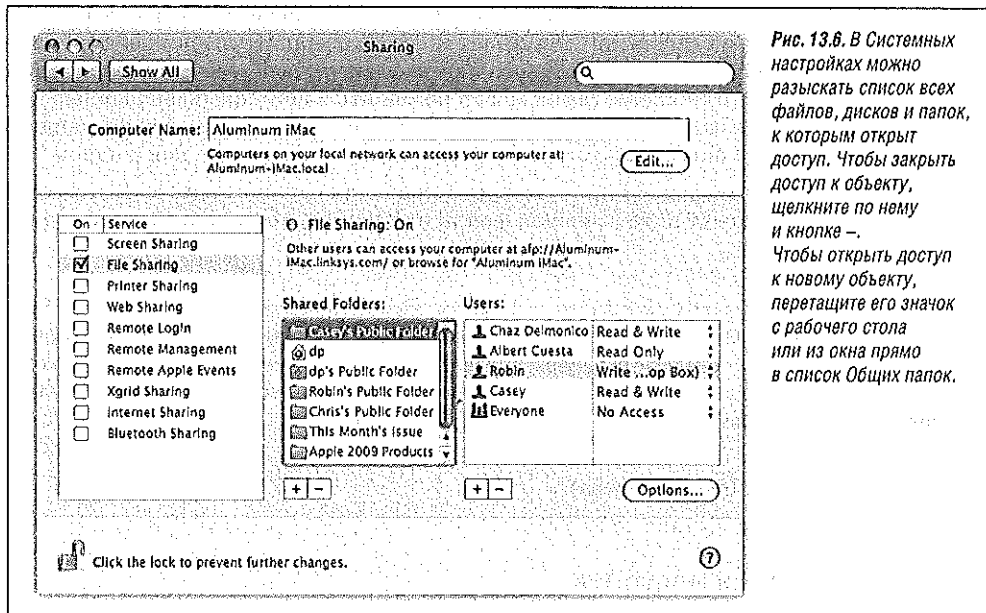 Sharing
Show All
Computer Name: Aluminum iMac
Computers on your local network can access your computer at:
Aluminum-iMac.local
Edit...
On Service
Screen Sharing
File Sharing
Printer Sharing
Web Sharing
Remote Login
Remote Management
Remote Apple Events
Xgrid Sharing
Internet Sharing
Bluetooth Sharing
File Sharing: On
Other users can access your computer at afp://Aluminum-
iMac.linksys.com/ or browse for "Aluminum iMac".
Shared Folders:
Casey's Public Folder
dp
dp's Public Folder
Robin's Public Folder
Chris's Public Folder
This Month's Issue
Apple 2009 Products
+ −
Users:
Chaz Delmonico Read & Write
Albert Cuesta Read Only
Robin Write ...op Box)
Casey Read & Write
Everyone No Access
+ −
Options...
Click the lock to prevent further changes.
?
Рис. 13.6. В Системных
настройках можно
разыскать список всех
файлов, дисков и папок,
к которым открыт
доступ. Чтобы закрыть
доступ к объекту,
щелкните по нему
и кнопке –.
Чтобы открыть доступ
к новому объекту,
перетащите его значок
с рабочего стола
или из окна прямо
в список Общих папок.